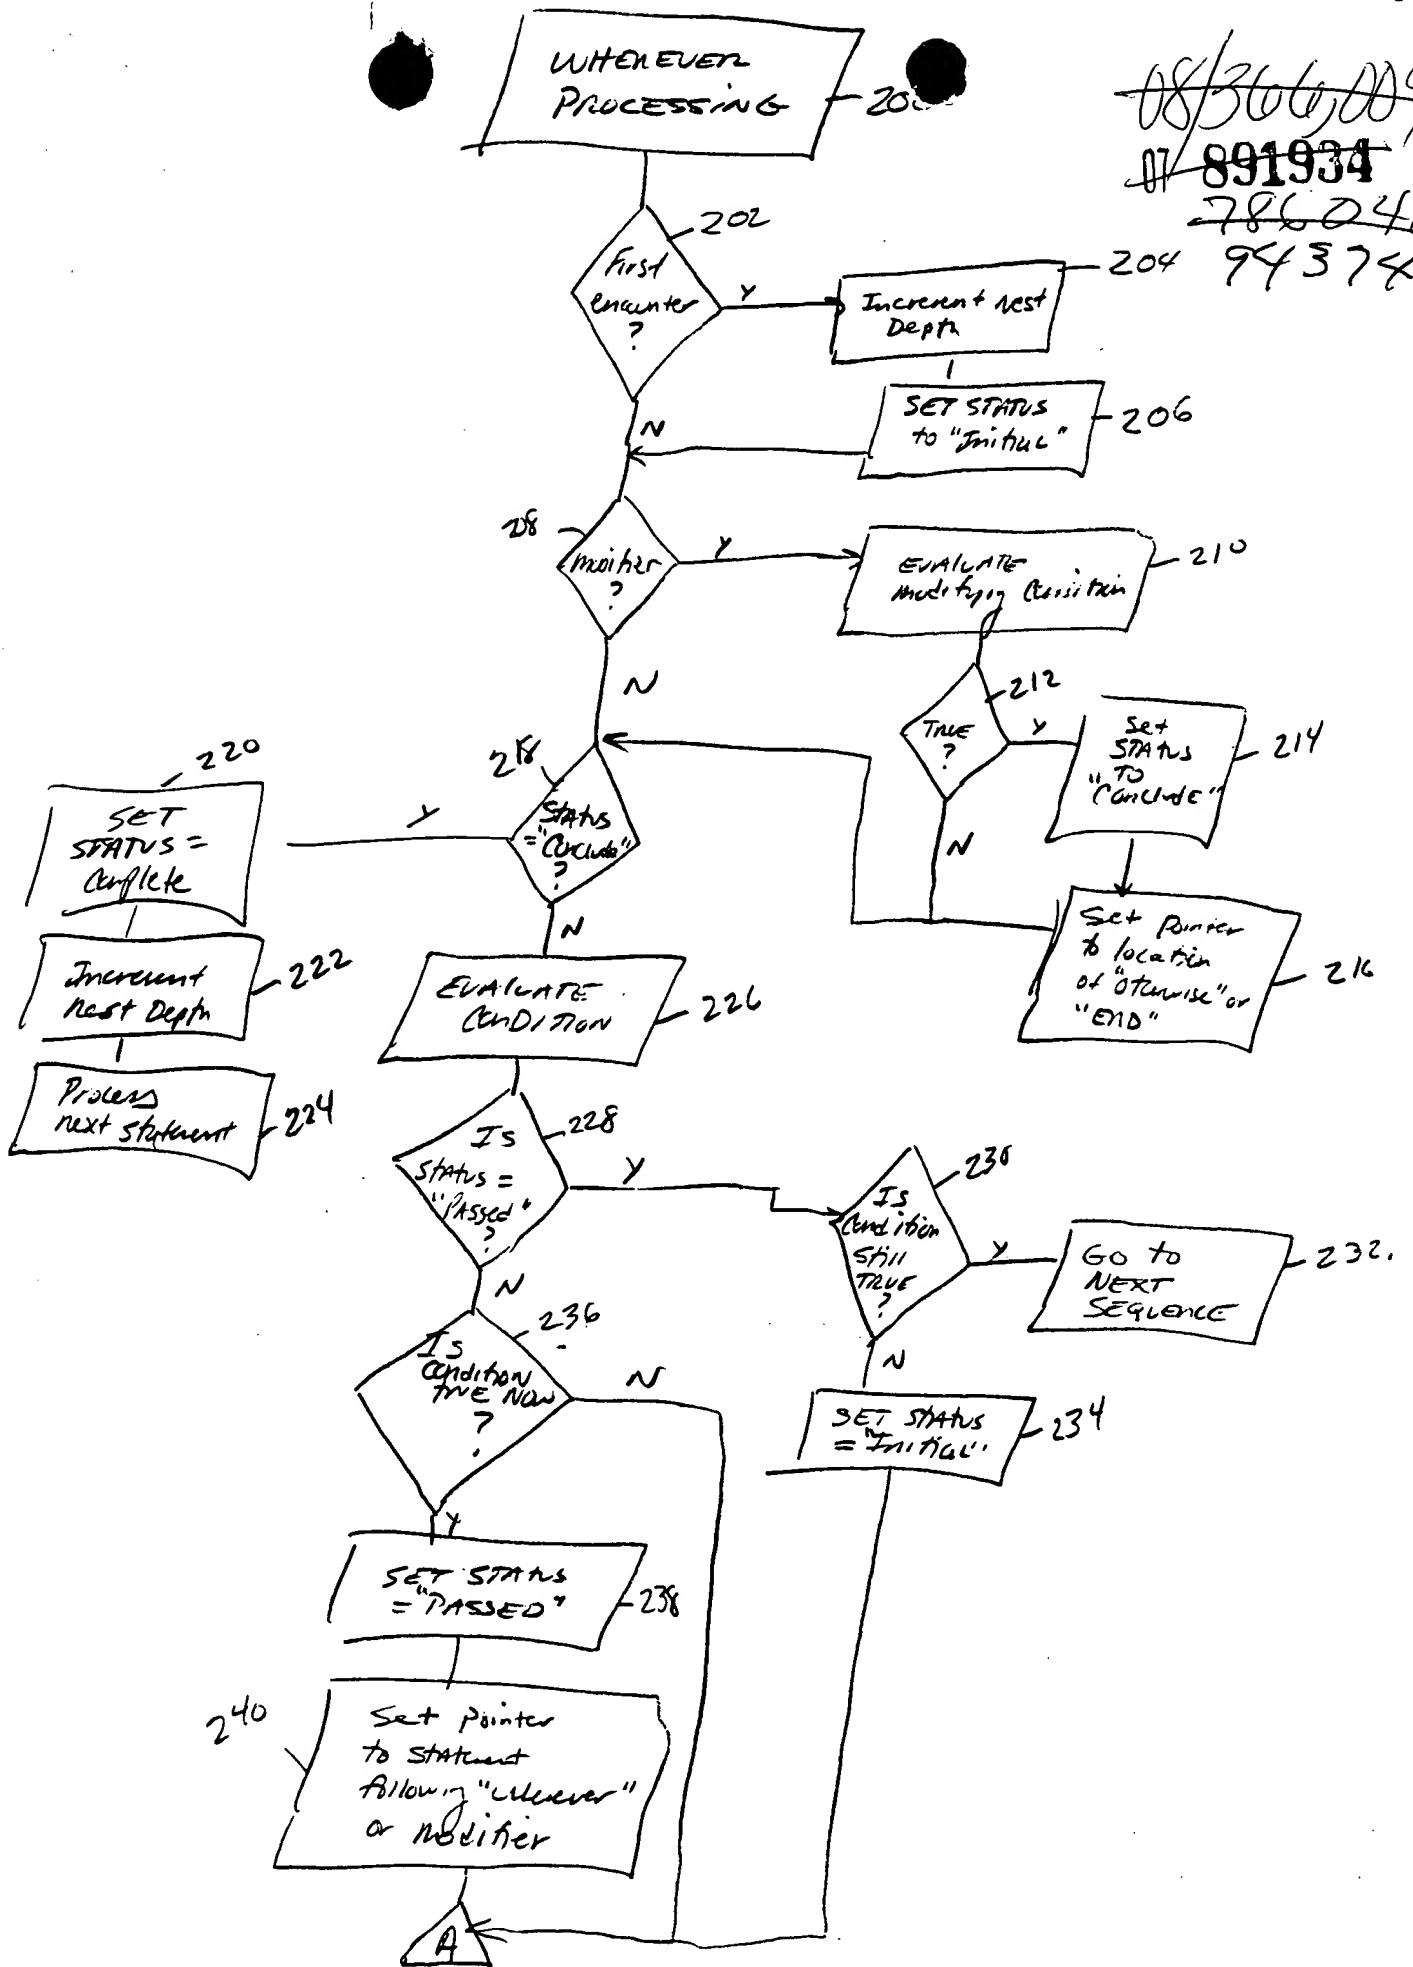 WHENEVER
PROCESSING
20
08/366,00
07 891934
78604
94374
202
First
encounter
?
Y
204
Increment nest
Depth
SET STATUS
to "Initial"
206
N
208
modifier
?
Y
EVALUATE
modifying Condition
210
N
212
TRUE
?
Y
Set
STATUS
"TO
Conclude"
214
N
220
SET
STATUS =
Complete
Y
218
STATUS
="Conclude"
?
N
Set Pointer
to location
of "Otherwise" or
"END"
216
Increment
nest Depth
222
EVALUATE
CONDITION
226
Process
next statement
224
Is
STATUS =
"PASSed"
?
228
Y
230
Is
Condition
Still
TRUE
?
Y
GO to
NEXT
SEQUENCE
232.
N
N
236
Is
Condition
TRUE NOW
?
N
SET STATUS
="Initial"
234
Y
SET STATUS
="PASSED"
238
240
Set pointer
to statement
following "whenever"
or modifier
A